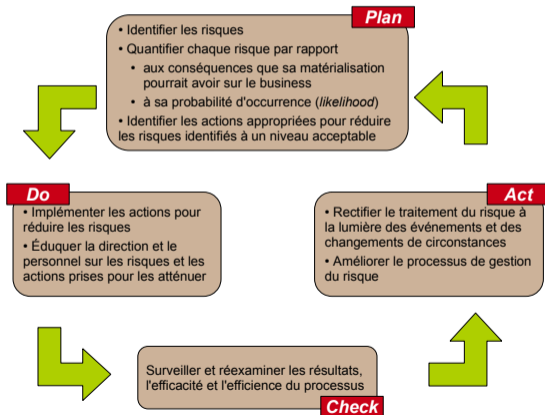 Plan
• Identifier les risques
• Quantifier chaque risque par rapport
• aux conséquences que sa matérialisation
pourrait avoir sur le business
• à sa probabilité d'occurrence (likelihood)
• Identifier les actions appropriées pour réduire
les risques identifiés à un niveau acceptable
Do
• Implémenter les actions pour
réduire les risques
• Éduquer la direction et le
personnel sur les risques et les
actions prises pour les atténuer
Act
• Rectifier le traitement du risque à
la lumière des événements et des
changements de circonstances
• Améliorer le processus de gestion
du risque
Surveiller et réexaminer les résultats,
l'efficacité et l'efficience du processus
Check